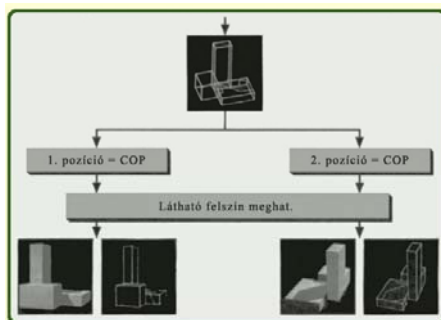 1. pozíció = COP
2. pozíció = COP
Látható felszín meghat.